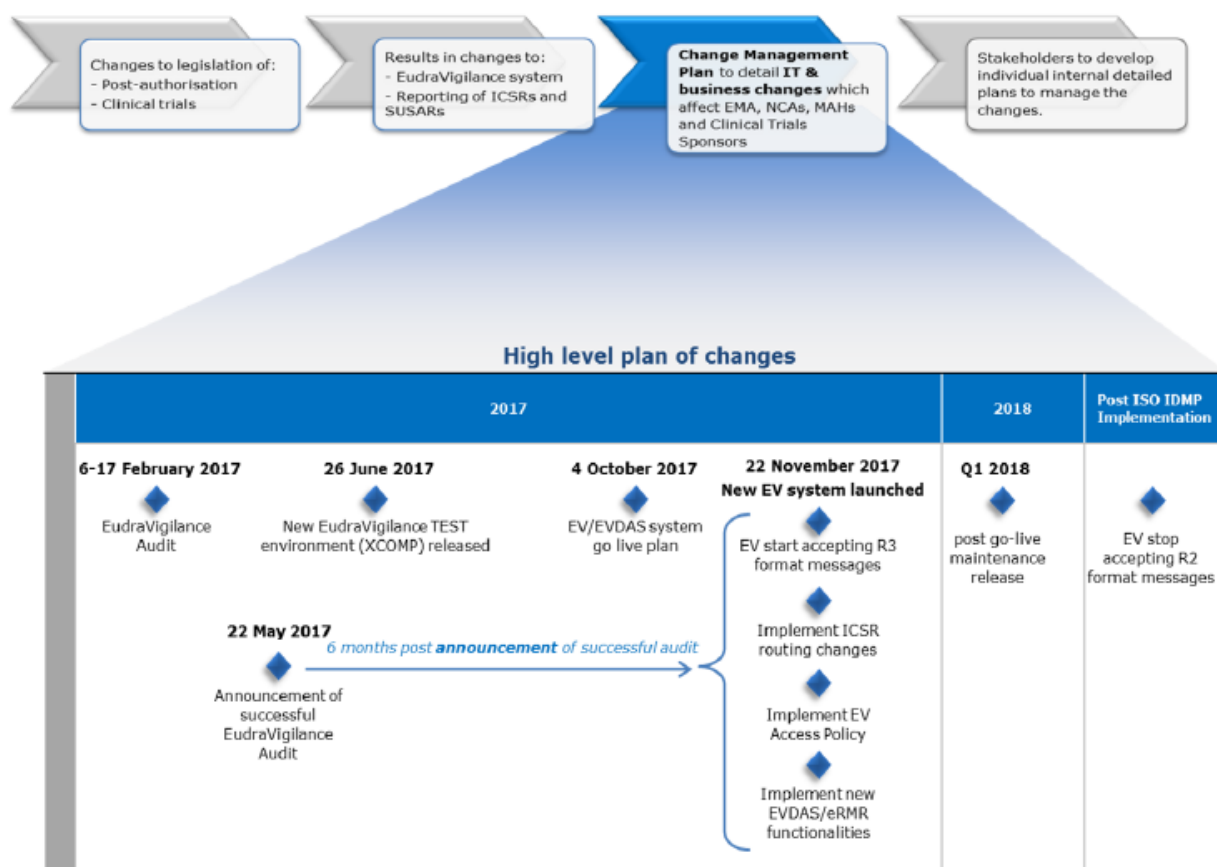 Changes to legislation of:
- Post-authorisation
- Clinical trials
Results in changes to:
- EudraVigilance system
- Reporting of ICSRs and
SUSARs
Change Management
Plan to detail IT &
business changes which
affect EMA, NCAs, MAHs
and Clinical Trials
Sponsors
Stakeholders to develop
individual internal detailed
plans to manage the
changes.
High level plan of changes
2017
2018
Post ISO IDMP
Implementation
6-17 February 2017
EudraVigilance
Audit
26 June 2017
New EudraVigilance TEST
environment (XCOMP) released
4 October 2017
EV/EVDAS system
go live plan
22 November 2017
New EV system launched
EV start accepting R3
format messages
Implement ICSR
routing changes
Implement EV
Access Policy
Implement new
EVDAS/eRMR
functionalities
Q1 2018
post go-live
maintenance
release
EV stop
accepting R2
format messages
22 May 2017
6 months post announcement of successful audit
Announcement of
successful
EudraVigilance
Audit